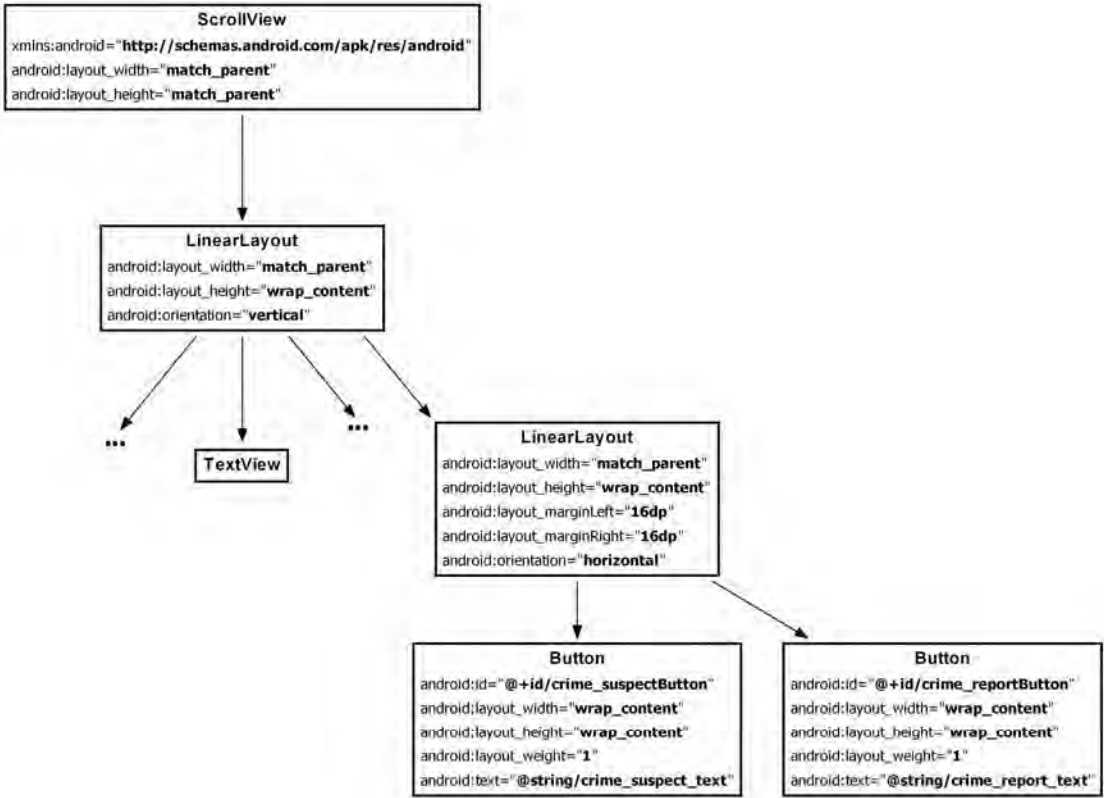 ScrollView
xmlns:android="http://schemas.android.com/apk/res/android"
android:layout_width="match_parent"
android:layout_height="match_parent"
LinearLayout
android:layout_width="match_parent"
android:layout_height="wrap_content"
android:orientation="vertical"
...
TextView
...
LinearLayout
android:layout_width="match_parent"
android:layout_height="wrap_content"
android:layout_marginLeft="16dp"
android:layout_marginRight="16dp"
android:orientation="horizontal"
Button
android:id="@+id/crime_suspectButton"
android:layout_width="wrap_content"
android:layout_height="wrap_content"
android:layout_weight="1"
android:text="@string/crime_suspect_text"
Button
android:id="@+id/crime_reportButton"
android:layout_width="wrap_content"
android:layout_height="wrap_content"
android:layout_weight="1"
android:text="@string/crime_report_text"